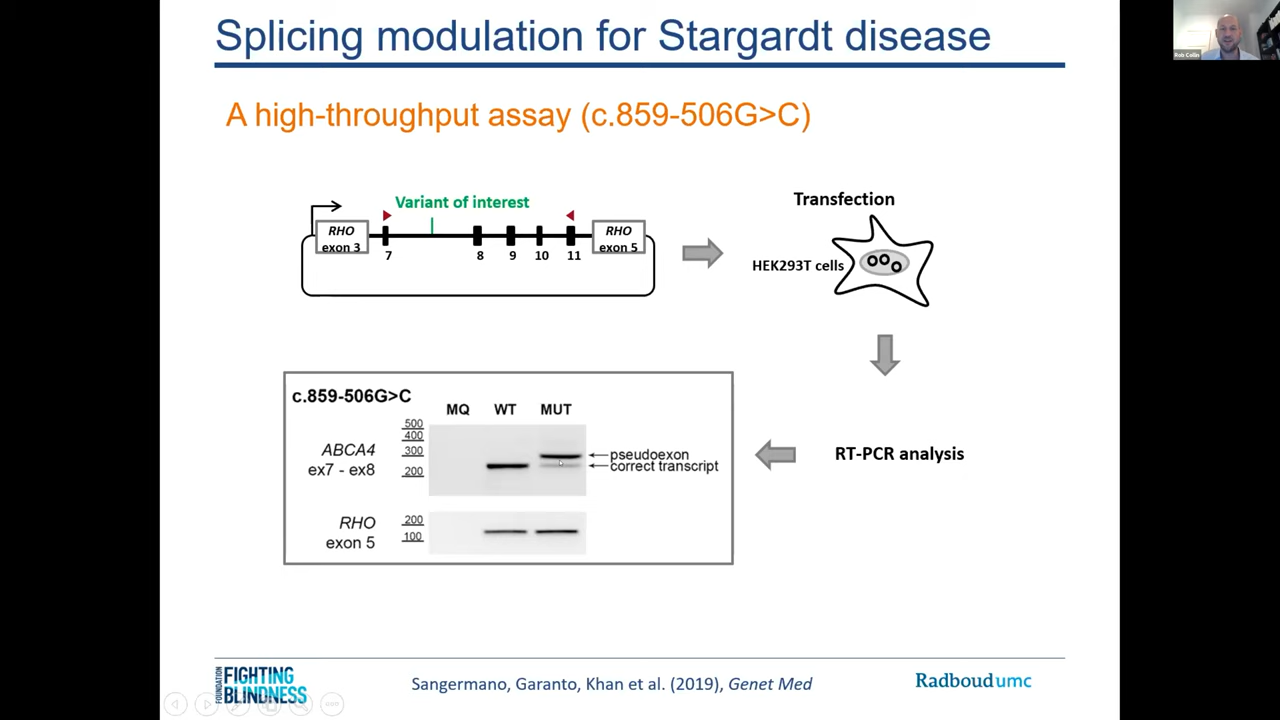 Splicing modulation for Stargardt disease
Rob Collin
A high-throughput assay (c.859-506G>C)
Variant of interest
RHO
exon 3
7
8
9
10
11
RHO
exon 5
Transfection
HEK293T cells
c.859-506G>C
MQ
WT
MUT
ABCA4
ex7 - ex8
500
400
300
200
pseudoexon
correct transcript
RHO
exon 5
200
100
RT-PCR analysis
FOUNDATION
FIGHTING
BLINDNESS
Sangermano, Garanto, Khan et al. (2019), Genet Med
Radboudumc